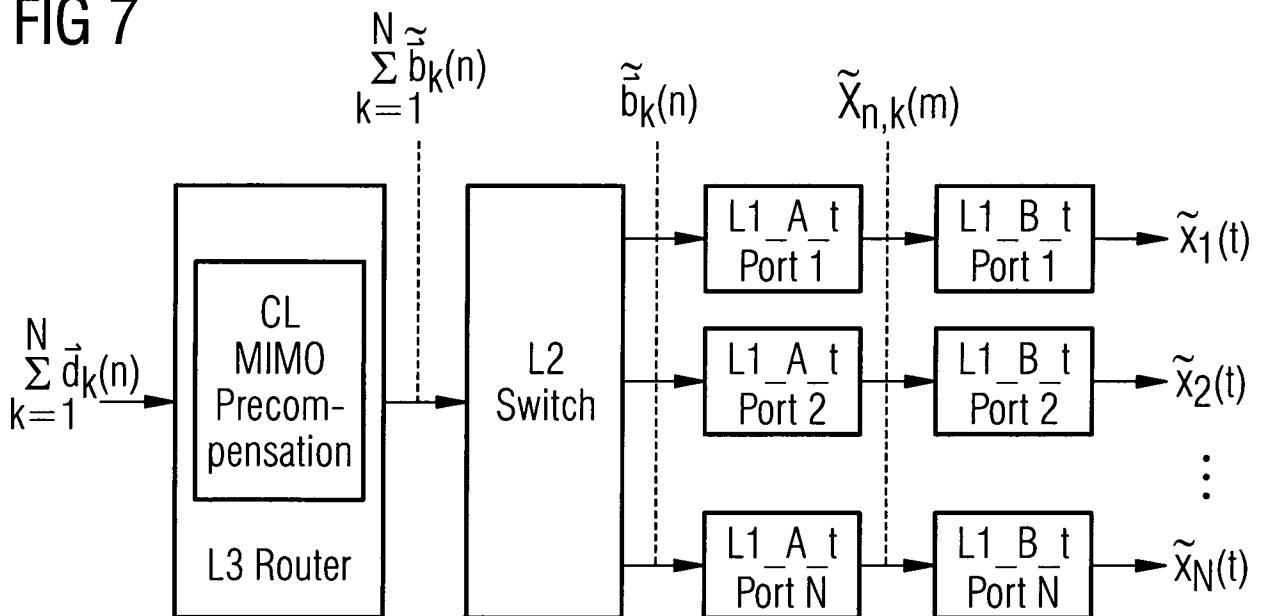 FIG 7
N
Σ b̃⃗k(n)
k=1
b̃⃗k(n)
X̃n,k(m)
N
Σ d⃗k(n)
k=1
CL
MIMO
Precom-
pensation
L3 Router
L2
Switch
L1_A_t
Port 1
L1_B_t
Port 1
x̃1(t)
L1_A_t
Port 2
L1_B_t
Port 2
x̃2(t)
⋮
L1_A_t
Port N
L1_B_t
Port N
x̃N(t)